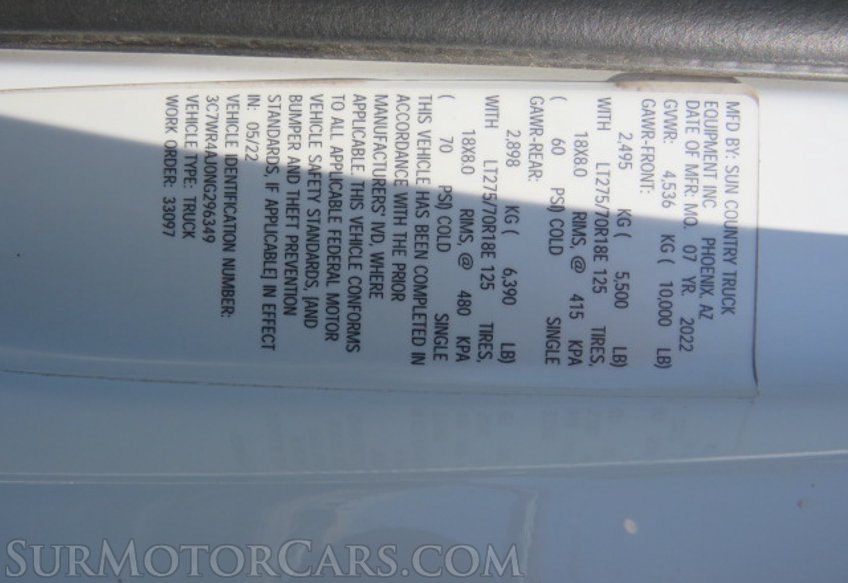 MFD BY: SUN COUNTRY TRUCK
EQUIPMENT INC PHOENIX, AZ
DATE OF MFR: MO. 07 YR. 2022
GVWR: 4,536 KG ( 10,000 LB)
GAWR-FRONT:
2,495 KG ( 5,500 LB)
WITH LT275/70R18E 125 TIRES,
18X8.0 RIMS, @ 415 KPA
( 60 PSI) COLD SINGLE
GAWR-REAR:
2,898 KG ( 6,390 LB)
WITH LT275/70R18E 125 TIRES,
18X8.0 RIMS, @ 480 KPA
( 70 PSI) COLD SINGLE
THIS VEHICLE HAS BEEN COMPLETED IN
ACCORDANCE WITH THE PRIOR
MANUFACTURERS' IVD, WHERE
APPLICABLE. THIS VEHICLE CONFORMS
TO ALL APPLICABLE FEDERAL MOTOR
VEHICLE SAFETY STANDARDS, [AND
BUMPER AND THEFT PREVENTION
STANDARDS, IF APPLICABLE] IN EFFECT
IN: 05/22
VEHICLE IDENTIFICATION NUMBER:
3C7WR4AJ0NG296349
VEHICLE TYPE: TRUCK
WORK ORDER: 33097
SURMOTORCARS.COM